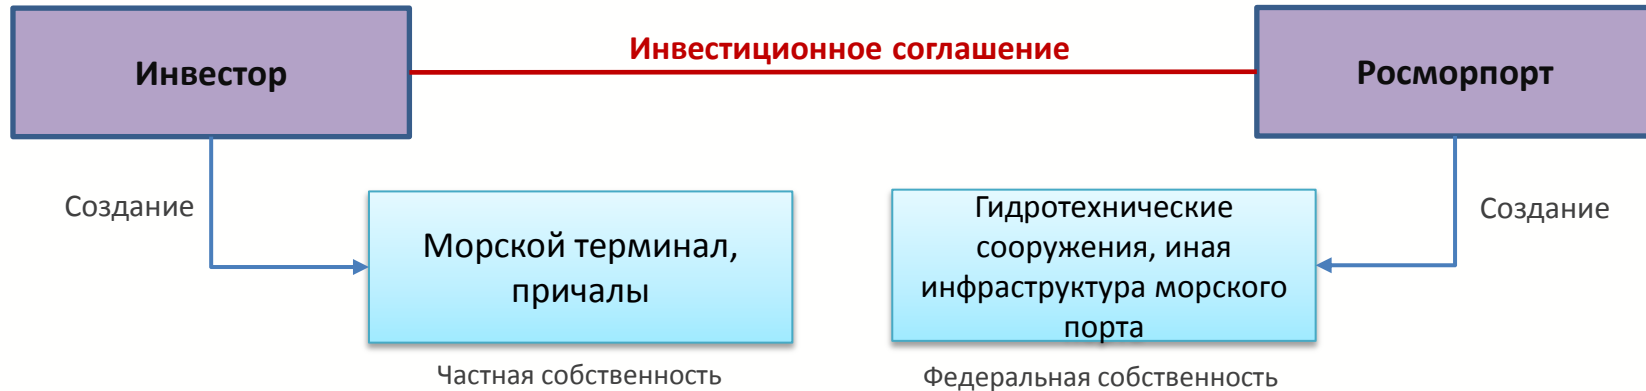 Инвестиционное соглашение
Инвестор
Росморпорт
Создание
Создание
Морской терминал,
причалы
Гидротехнические
сооружения, иная
инфраструктура морского
порта
Частная собственность
Федеральная собственность